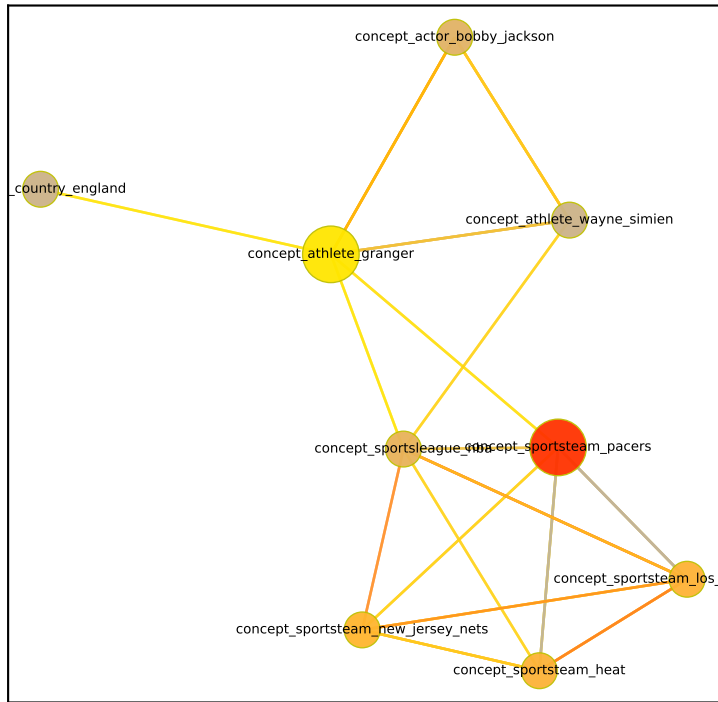 concept_actor_bobby_jackson
_country_england
concept_athlete_wayne_simien
concept_athlete_granger
concept_sportsleague_nba
concept_sportsteam_pacers
concept_sportsteam_los_
concept_sportsteam_new_jersey_nets
concept_sportsteam_heat